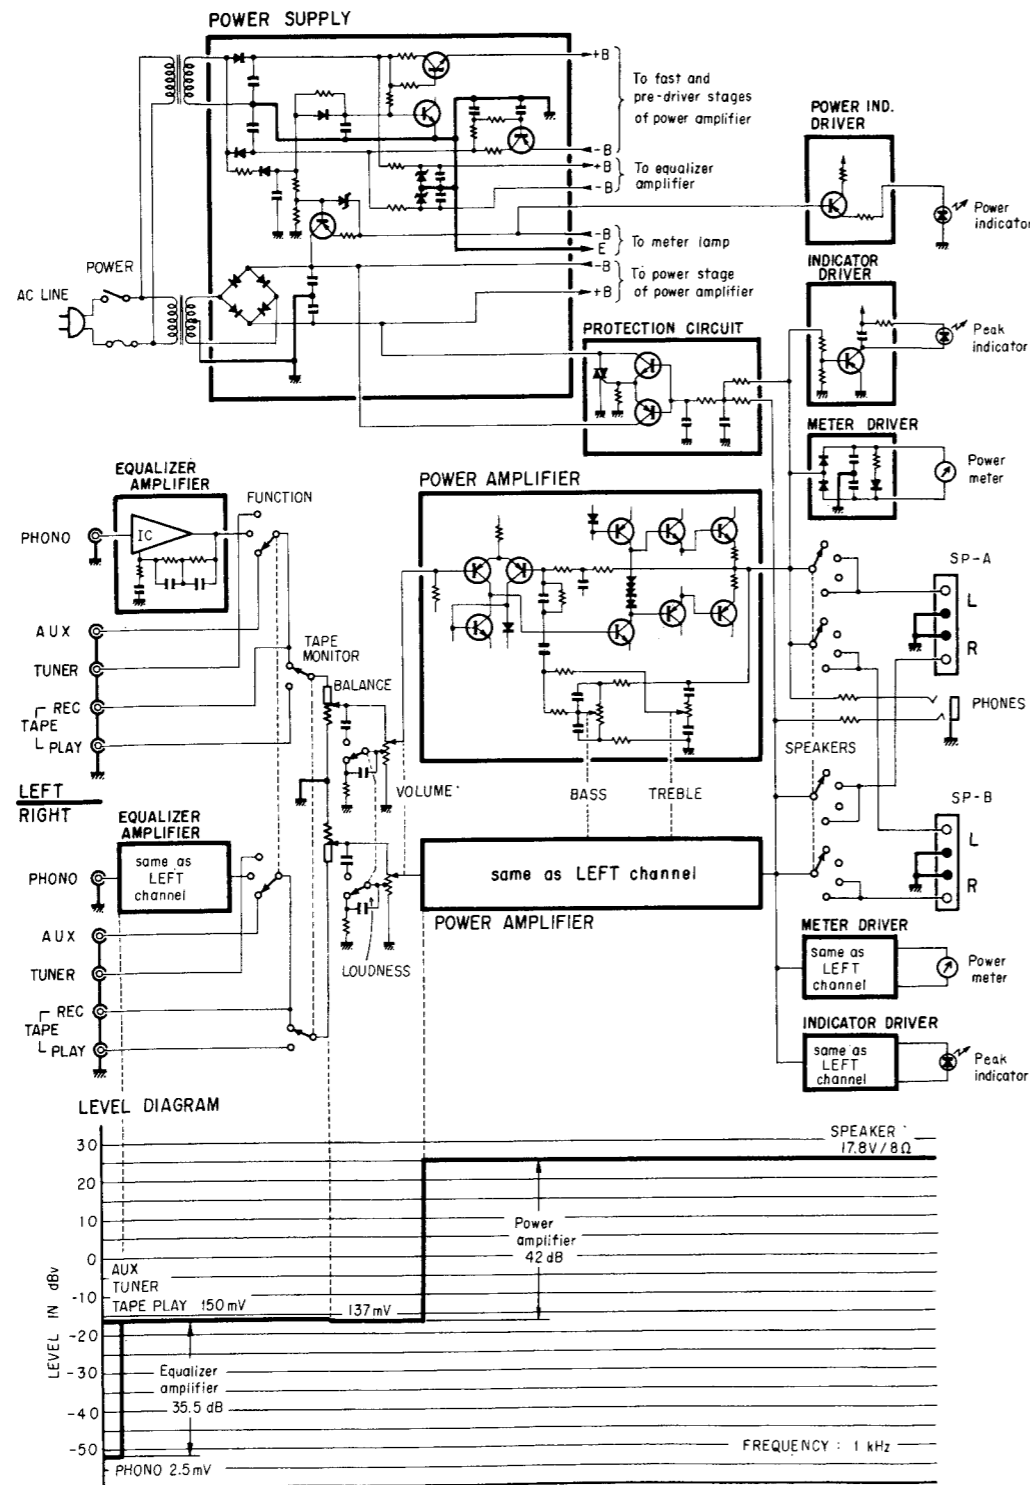 POWER SUPPLY
+B
To fast and
pre-driver stages
of power amplifier
-B
+B
To equalizer
-B
amplifier
-B
To meter lamp
E
-B
To power stage
+B
of power amplifier
POWER IND.
DRIVER
Power
indicator
POWER
AC LINE
INDICATOR
DRIVER
Peak
indicator
PROTECTION CIRCUIT
METER DRIVER
Power
meter
EQUALIZER
AMPLIFIER
FUNCTION
PHONO
IC
POWER AMPLIFIER
AUX
TUNER
TAPE
MONITOR
BALANCE
REC
TAPE
PLAY
VOLUME
BASS
TREBLE
SPEAKERS
SP-A
L
R
PHONES
SP-B
L
R
LEFT
RIGHT
EQUALIZER
AMPLIFIER
PHONO
same as
LEFT
channel
same as LEFT channel
POWER AMPLIFIER
AUX
TUNER
LOUDNESS
REC
TAPE
PLAY
METER DRIVER
same as
LEFT
channel
Power
meter
INDICATOR DRIVER
same as
LEFT
channel
Peak
indicator
LEVEL DIAGRAM
SPEAKER
17.8V/8Ω
30
20
10
0
-10
-20
-30
-40
-50
LEVEL IN dBv
Power
amplifier
42 dB
AUX
TUNER
TAPE PLAY 150mV
137mV
Equalizer
amplifier
35.5 dB
FREQUENCY : 1 kHz
PHONO 2.5mV